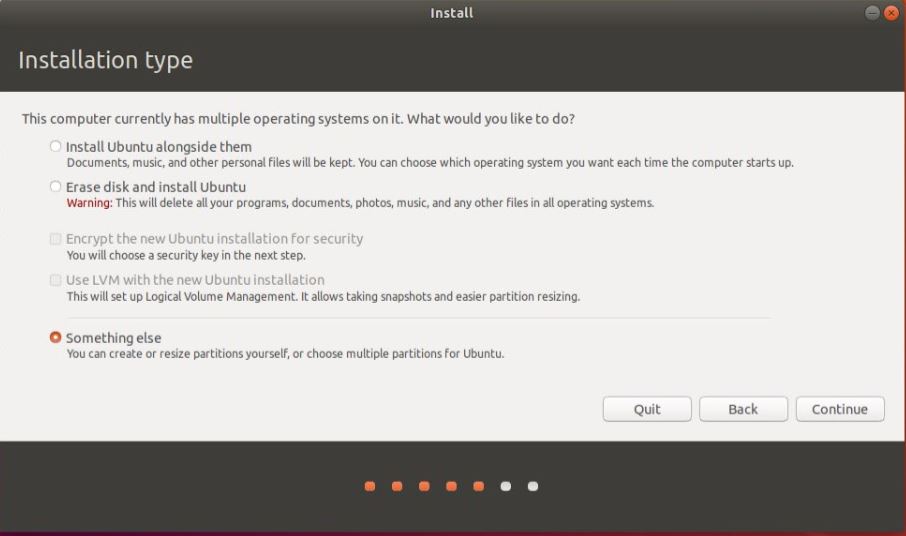 Install
Installation type
This computer currently has multiple operating systems on it. What would you like to do?
Install Ubuntu alongside them
Documents, music, and other personal files will be kept. You can choose which operating system you want each time the computer starts up.
Erase disk and install Ubuntu
Warning: This will delete all your programs, documents, photos, music, and any other files in all operating systems.
Encrypt the new Ubuntu installation for security
You will choose a security key in the next step.
Use LVM with the new Ubuntu installation
This will set up Logical Volume Management. It allows taking snapshots and easier partition resizing.
Something else
You can create or resize partitions yourself, or choose multiple partitions for Ubuntu.
Quit Back Continue